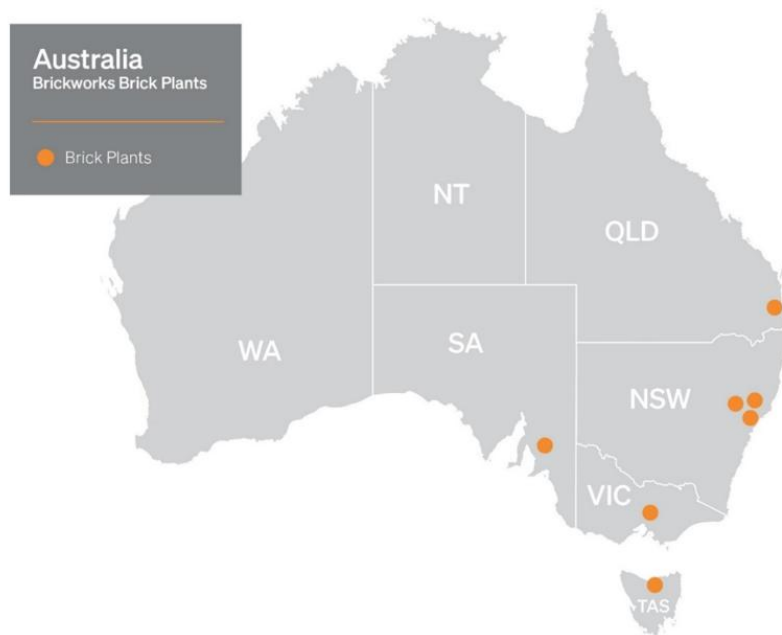 Australia
Brickworks Brick Plants
Brick Plants
NT
QLD
WA
SA
NSW
VIC
TAS